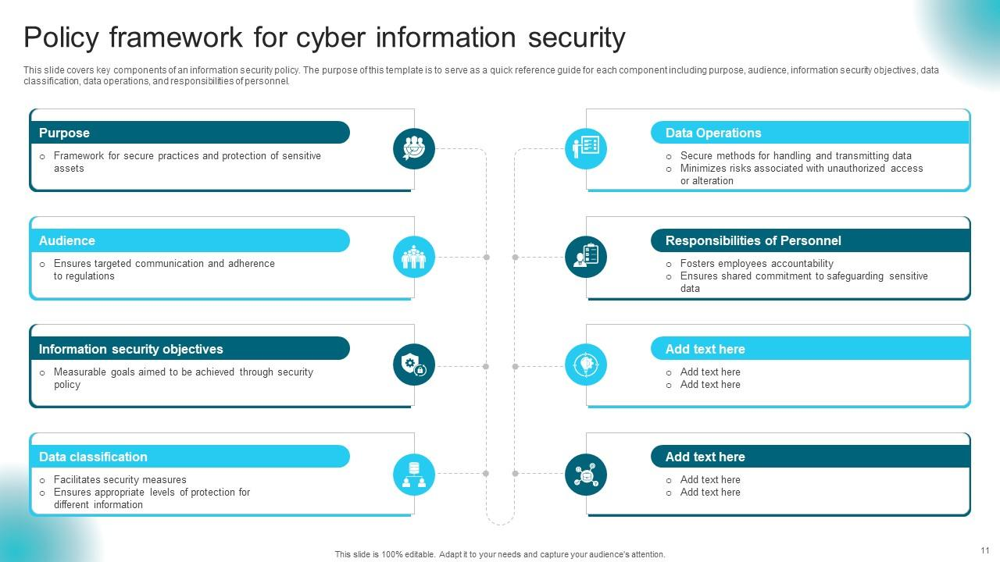 Policy framework for cyber information security
This slide covers key components of an information security policy. The purpose of this template is to serve as a quick reference guide for each component including purpose, audience, information security objectives, data
classification, data operations, and responsibilities of personnel.
Purpose
o Framework for secure practices and protection of sensitive
assets
Audience
o Ensures targeted communication and adherence
to regulations
Information security objectives
o Measurable goals aimed to be achieved through security
policy
Data classification
o Facilitates security measures
o Ensures appropriate levels of protection for
different information
Data Operations
o Secure methods for handling and transmitting data
o Minimizes risks associated with unauthorized access
or alteration
Responsibilities of Personnel
o Fosters employees accountability
o Ensures shared commitment to safeguarding sensitive
data
Add text here
o Add text here
o Add text here
Add text here
o Add text here
o Add text here
This slide is 100% editable. Adapt it to your needs and capture your audience's attention.
11